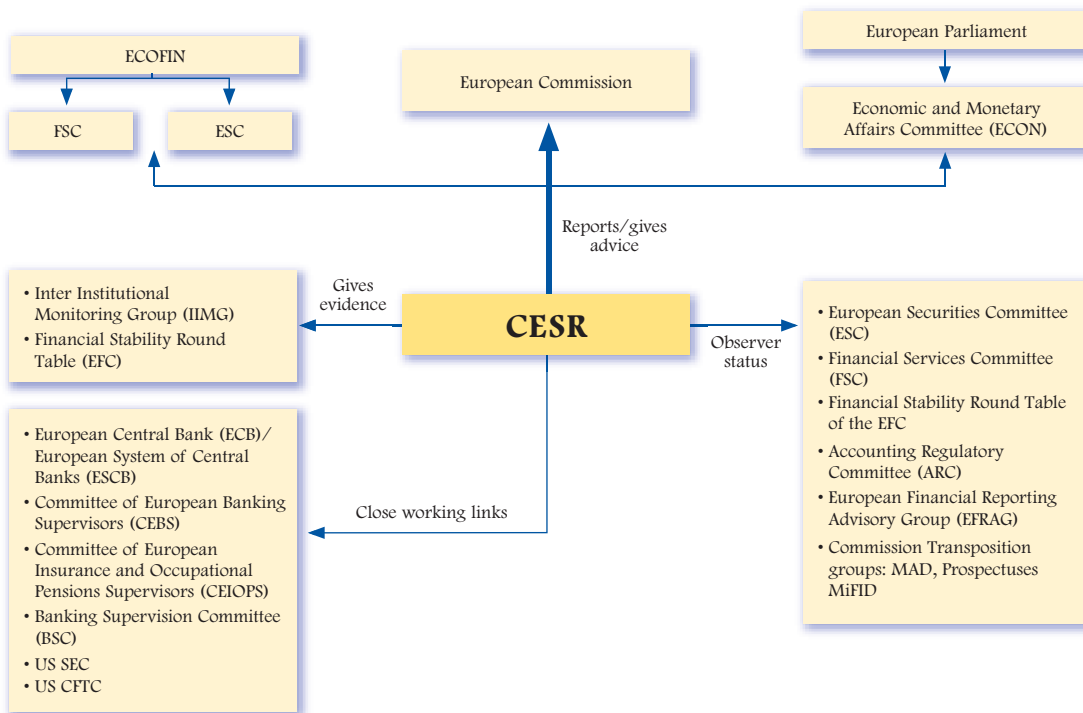 ECOFIN
FSC
ESC
European Commission
European Parliament
Economic and Monetary
Affairs Committee (ECON)
Reports/gives
advice
• Inter Institutional
Monitoring Group (IIMG)
• Financial Stability Round
Table (EFC)
Gives
evidence
CESR
Observer
status
• European Securities Committee
(ESC)
• Financial Services Committee
(FSC)
• Financial Stability Round Table
of the EFC
• Accounting Regulatory
Committee (ARC)
• European Financial Reporting
Advisory Group (EFRAG)
• Commission Transposition
groups: MAD, Prospectuses
MiFID
• European Central Bank (ECB)/
European System of Central
Banks (ESCB)
• Committee of European Banking
Supervisors (CEBS)
• Committee of European
Insurance and Occupational
Pensions Supervisors (CEIOPS)
• Banking Supervision Committee
(BSC)
• US SEC
• US CFTC
Close working links